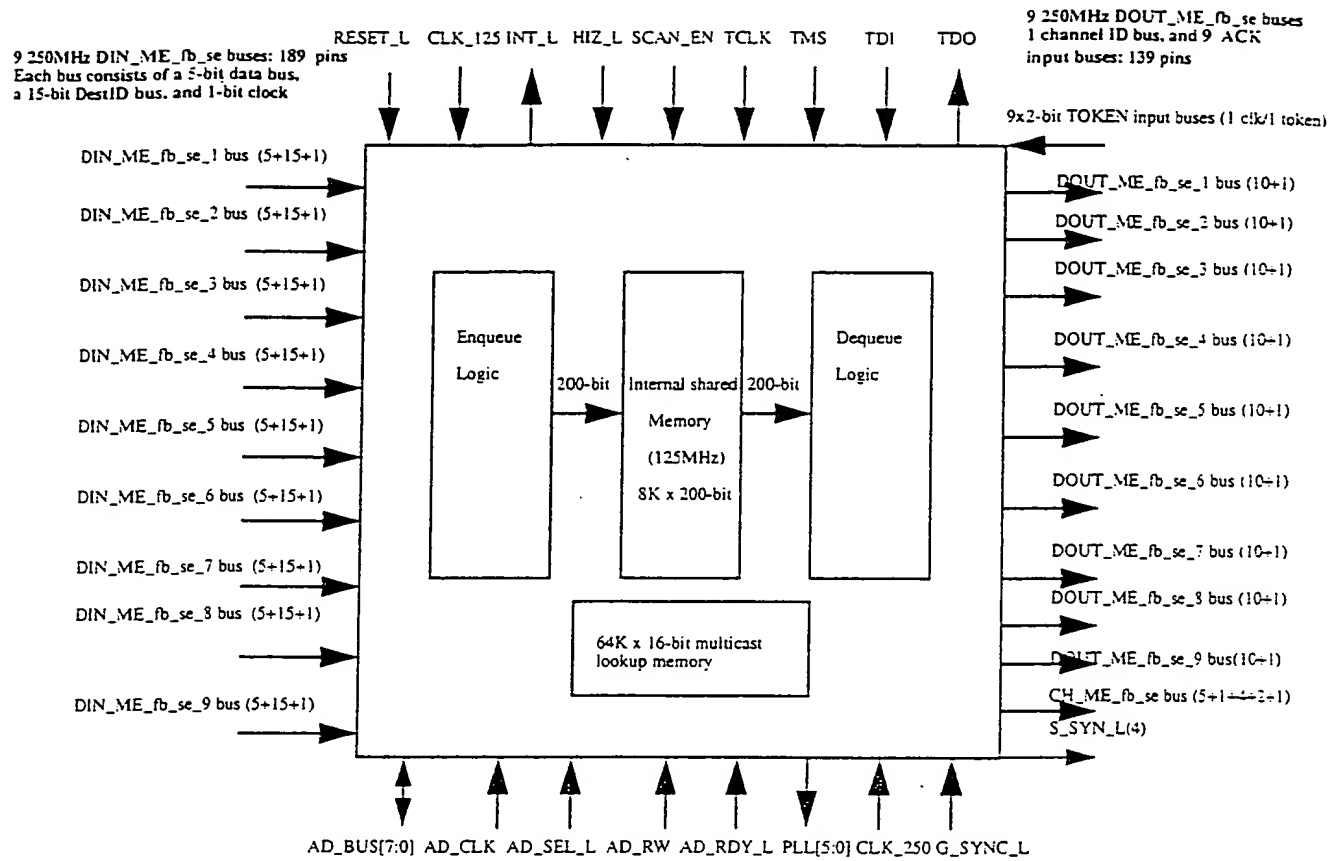 9 250MHz DIN_ME_fb_se buses: 189 pins
Each bus consists of a 5-bit data bus,
a 15-bit DestID bus, and 1-bit clock
RESET_L CLK_125 INT_L HIZ_L SCAN_EN TCLK TMS TDI TDO
9 250MHz DOUT_ME_fb_se buses
1 channel ID bus, and 9 ACK
input buses: 139 pins
9x2-bit TOKEN input buses (1 clk/1 token)
DIN_ME_fb_se_1 bus (5+15+1)
DIN_ME_fb_se_2 bus (5+15+1)
DIN_ME_fb_se_3 bus (5+15+1)
DIN_ME_fb_se_4 bus (5+15+1)
DIN_ME_fb_se_5 bus (5+15+1)
DIN_ME_fb_se_6 bus (5+15+1)
DIN_ME_fb_se_7 bus (5+15+1)
DIN_ME_fb_se_8 bus (5+15+1)
DIN_ME_fb_se_9 bus (5+15+1)
Enqueue
Logic
200-bit
Internal shared
Memory
(125MHz)
8K x 200-bit
200-bit
Dequeue
Logic
64K x 16-bit multicast
lookup memory
DOUT_ME_fb_se_1 bus (10+1)
DOUT_ME_fb_se_2 bus (10+1)
DOUT_ME_fb_se_3 bus (10+1)
DOUT_ME_fb_se_4 bus (10+1)
DOUT_ME_fb_se_5 bus (10+1)
DOUT_ME_fb_se_6 bus (10+1)
DOUT_ME_fb_se_7 bus (10+1)
DOUT_ME_fb_se_8 bus (10+1)
DOUT_ME_fb_se_9 bus(10+1)
CH_ME_fb_se bus (5+1+4+2+1)
S_SYN_L(4)
AD_BUS[7:0] AD_CLK AD_SEL_L AD_RW AD_RDY_L PLL[5:0] CLK_250 G_SYNC_L